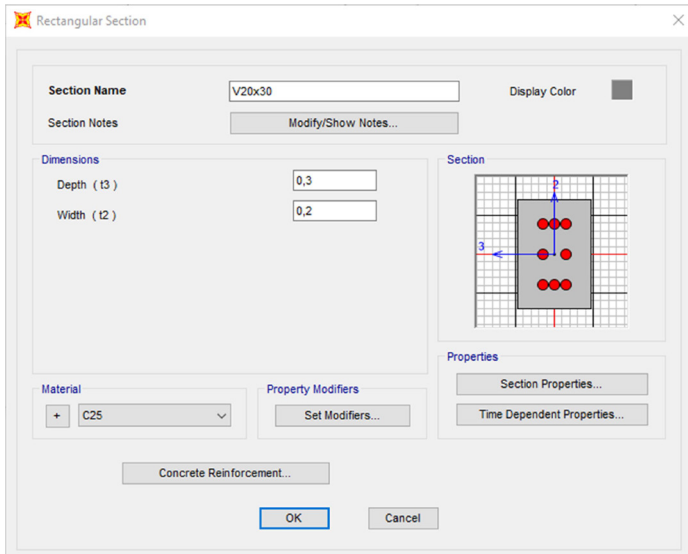 Rectangular Section
Section Name V20x30 Display Color
Section Notes Modify/Show Notes...
Dimensions
Depth ( t3 ) 0,3
Width ( t2 ) 0,2
Section
2
3
Properties
Section Properties...
Time Dependent Properties...
Material
+ C25
Property Modifiers
Set Modifiers...
Concrete Reinforcement...
OK Cancel